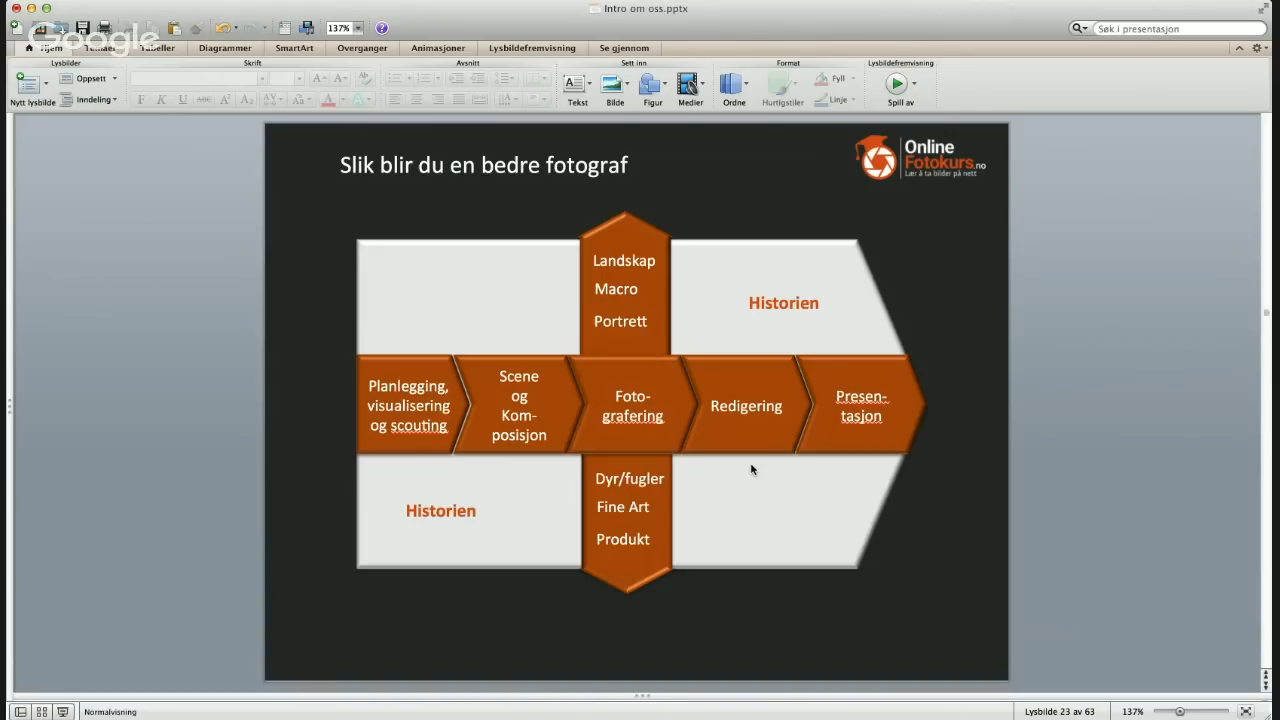 Intro om oss.pptx
137%
Søk i presentasjon
Google
Hjem Temaer Tabeller Diagrammer SmartArt Overganger Animasjoner Lysbildefremvisning Se gjennom
Lysbilder Skrift Avsnitt Sett inn Format Lysbildefremvisning
Oppsett
Fyll
Nytt lysbilde
Inndeling
Tekst Bilde Figur Medier Ordne Hurtigstiler
Linje
Spill av
Slik blir du en bedre fotograf
Online
Fotokurs.no
Lær å ta bilder på nett
Landskap
Macro
Portrett
Historien
Planlegging,
visualisering
og scouting
Scene
og
Kom-
posisjon
Foto-
grafering
Redigering
Presen-
tasjon
Dyr/fugler
Fine Art
Produkt
Historien
Normalvisning
Lysbilde 23 av 63
137%